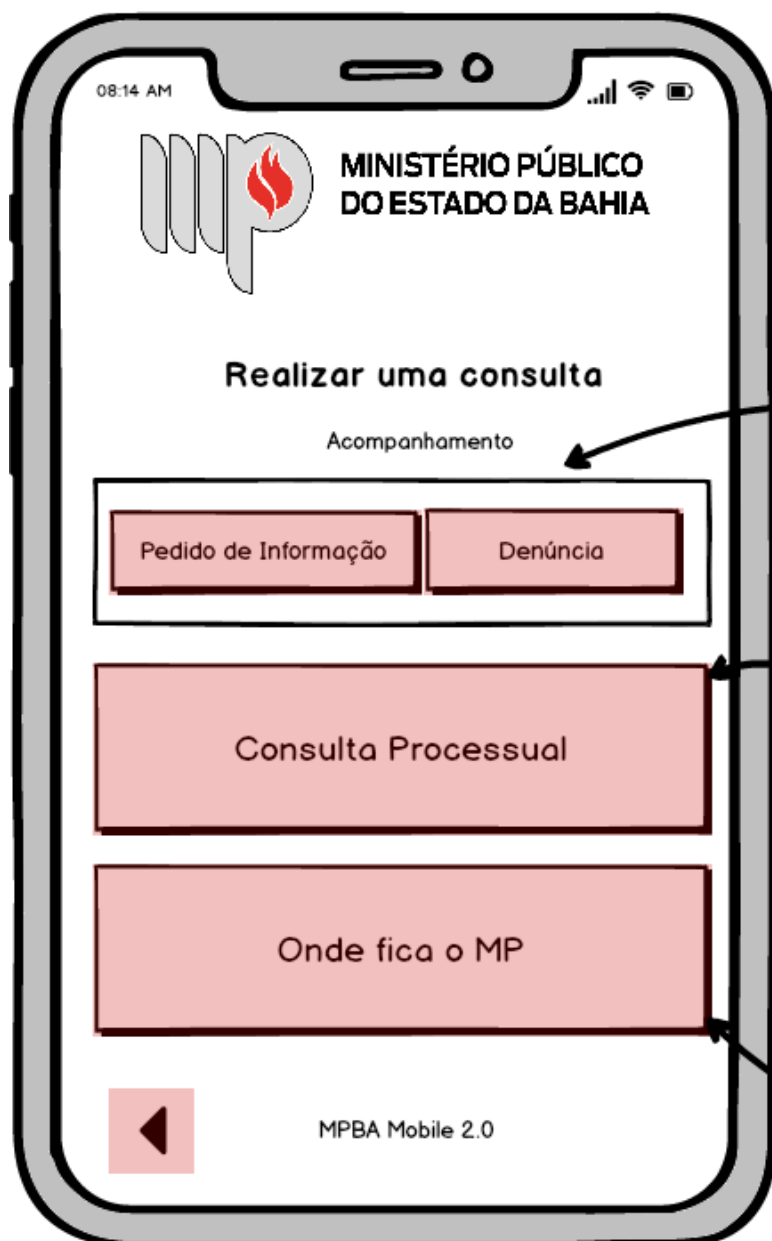 08:14 AM
mp
MINISTÉRIO PÚBLICO
DO ESTADO DA BAHIA
Realizar uma consulta
Acompanhamento
Pedido de Informação
Denúncia
Consulta Processual
Onde fica o MP
MPBA Mobile 2.0